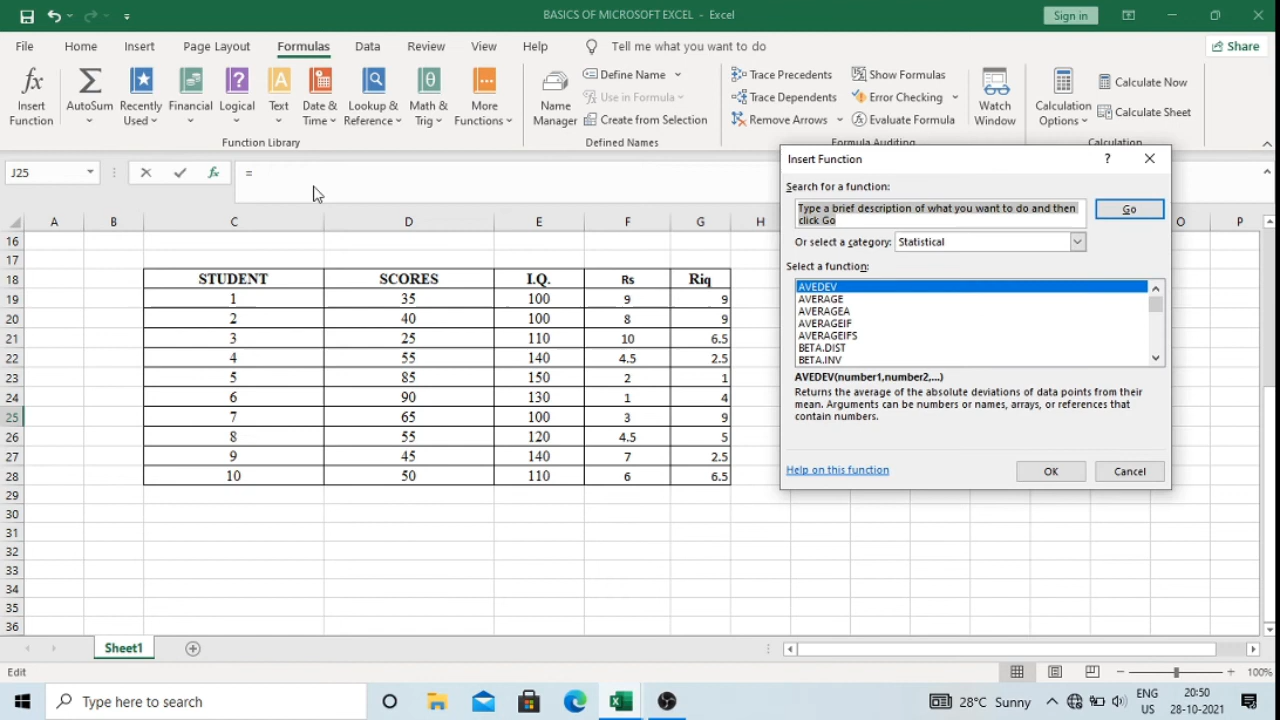 BASICS OF MICROSOFT EXCEL - Excel
Sign in
File Home Insert Page Layout Formulas Data Review View Help Tell me what you want to do Share
Insert Function
AutoSum
Recently Used
Financial
Logical
Text
Date & Time
Lookup & Reference
Math & Trig
More Functions
Function Library
Name Manager
Define Name
Use in Formula
Create from Selection
Defined Names
Trace Precedents
Trace Dependents
Remove Arrows
Show Formulas
Error Checking
Evaluate Formula
Formula Auditing
Watch Window
Calculation Options
Calculate Now
Calculate Sheet
Calculation
J25 fx =
A B C D E F G H O P
16
17
18 STUDENT SCORES I.Q. Rs Riq
19 1 35 100 9 9
20 2 40 100 8 9
21 3 25 110 10 6.5
22 4 55 140 4.5 2.5
23 5 85 150 2 1
24 6 90 130 1 4
25 7 65 100 3 9
26 8 55 120 4.5 5
27 9 45 140 7 2.5
28 10 50 110 6 6.5
29
30
31
32
33
34
35
36
Insert Function ?
Search for a function:
Type a brief description of what you want to do and then
click Go
Go
Or select a category: Statistical
Select a function:
AVEDEV
AVERAGE
AVERAGEA
AVERAGEIF
AVERAGEIFS
BETA.DIST
BETA.INV
AVEDEV(number1,number2,...)
Returns the average of the absolute deviations of data points from their
mean. Arguments can be numbers or names, arrays, or references that
contain numbers.
Help on this function
OK Cancel
Sheet1
Edit 100%
Type here to search
28°C Sunny
ENG
US
20:50
28-10-2021